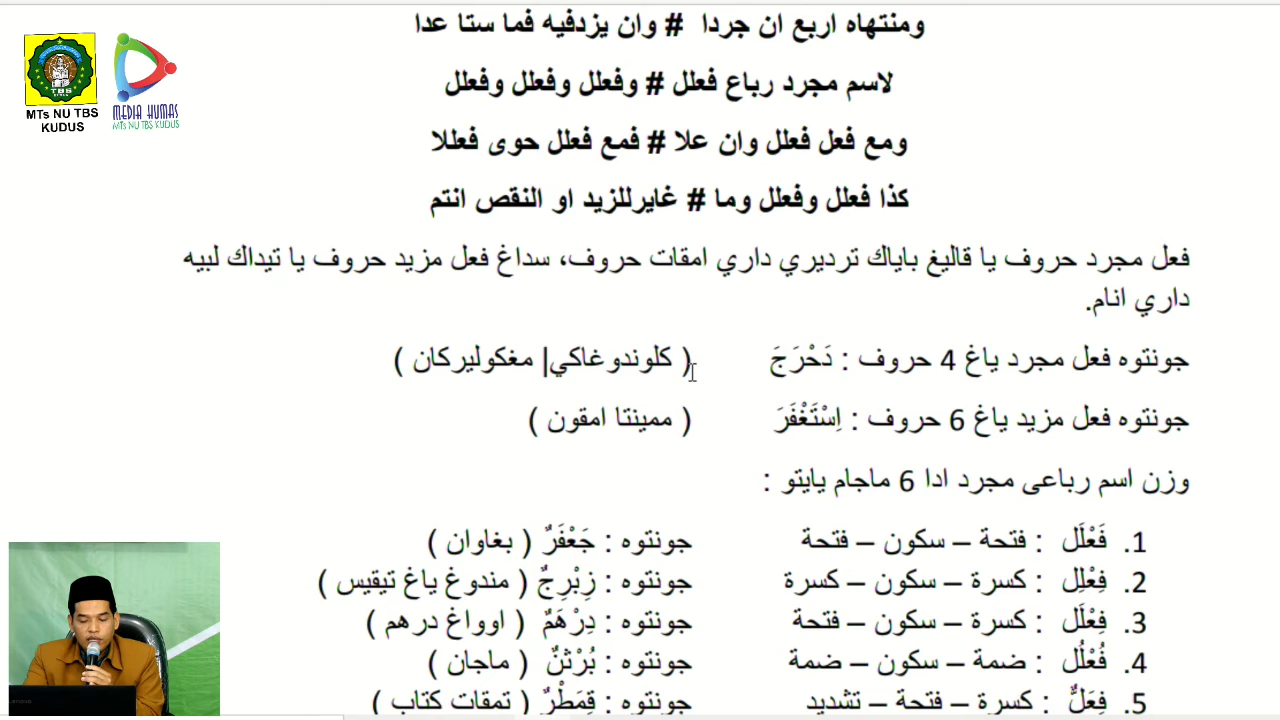 ومنتهاه اربع ان جردا # وان يزدفيه فما ستا عدا
لاسم مجرد رباع فعلل # وفعلل وفعلل وفعلل
ومع فعل فعلل وان علا # فمع فعلل حوى فعللا
كذا فعلل وفعلل وما # غايرللزيد او النقص انتم
فعل مجرد حروف يا قاليغ باياك ترديري داري امقات حروف، سداغ فعل مزيد حروف يا تيداك لبيه
داري انام.
جونتوه فعل مجرد ياغ 4 حروف : دَحْرَجَ ( كلوندوغاكي| مغكوليركان )
جونتوه فعل مزيد ياغ 6 حروف : اِسْتَغْفَرَ ( ممينتا امقون )
وزن اسم رباعى مجرد ادا 6 ماجام يايتو :
1. فَعْلَل : فتحة – سكون – فتحة جونتوه : جَعْفَرٌ ( بغاوان )
2. فِعْلِل : كسرة – سكون – كسرة جونتوه : زِبْرِجٌ ( مندوغ ياغ تيقيس )
3. فِعْلَل : كسرة – سكون – فتحة جونتوه : دِرْهَمٌ ( اوواغ درهم )
4. فُعْلُل : ضمة – سكون – ضمة جونتوه : بُرْثنٌ ( ماجان )
5. فِعَلٌّ : كسرة – فتحة – تشديد جونتوه : قِمَطْرٌ ( تمقات كتاب )
TBS
MTs NU TBS
KUDUS
MEDIA HUMAS
MTs NU TBS KUDUS